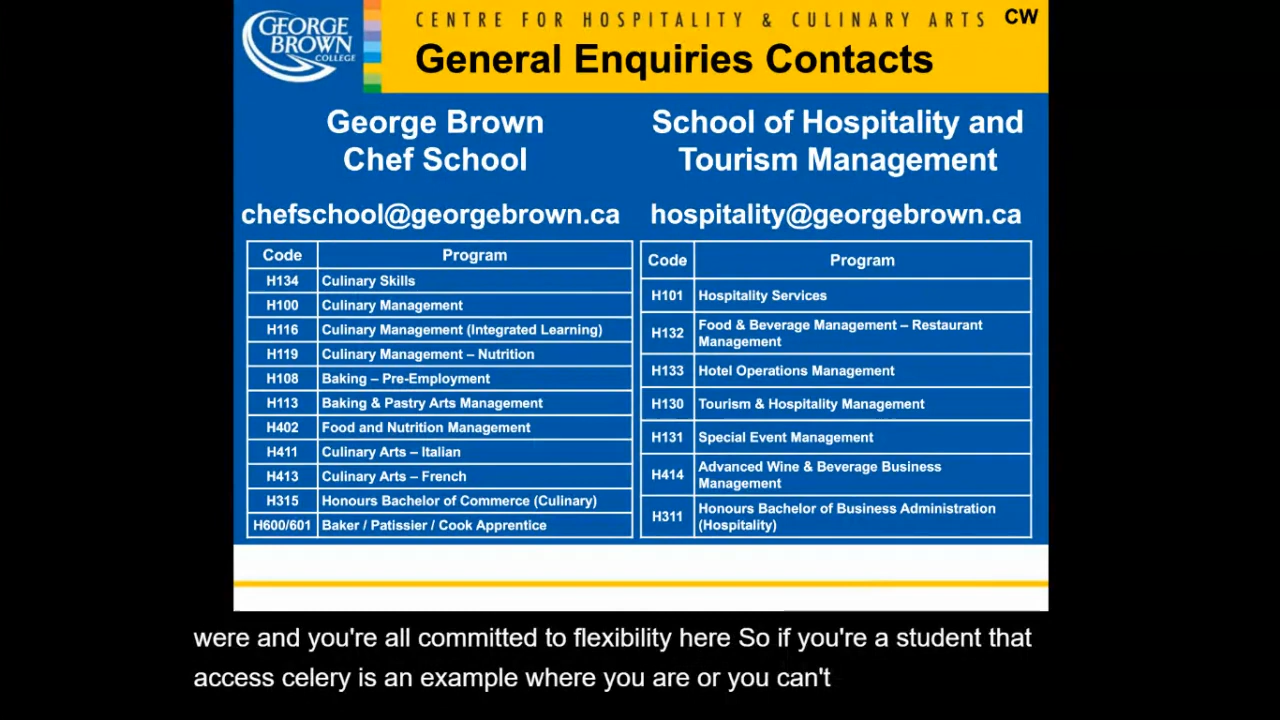 GEORGE
BROWN
COLLEGE
CENTRE FOR HOSPITALITY & CULINARY ARTS
CW
General Enquiries Contacts
George Brown
Chef School
chefschool@georgebrown.ca
Code Program
H134 Culinary Skills
H100 Culinary Management
H116 Culinary Management (Integrated Learning)
H119 Culinary Management – Nutrition
H108 Baking – Pre-Employment
H113 Baking & Pastry Arts Management
H402 Food and Nutrition Management
H411 Culinary Arts – Italian
H413 Culinary Arts – French
H315 Honours Bachelor of Commerce (Culinary)
H600/601 Baker / Patissier / Cook Apprentice
School of Hospitality and
Tourism Management
hospitality@georgebrown.ca
Code Program
H101 Hospitality Services
H132 Food & Beverage Management – Restaurant
Management
H133 Hotel Operations Management
H130 Tourism & Hospitality Management
H131 Special Event Management
H414 Advanced Wine & Beverage Business
Management
H311 Honours Bachelor of Business Administration
(Hospitality)
were and you're all committed to flexibility here So if you're a student that
access celery is an example where you are or you can't